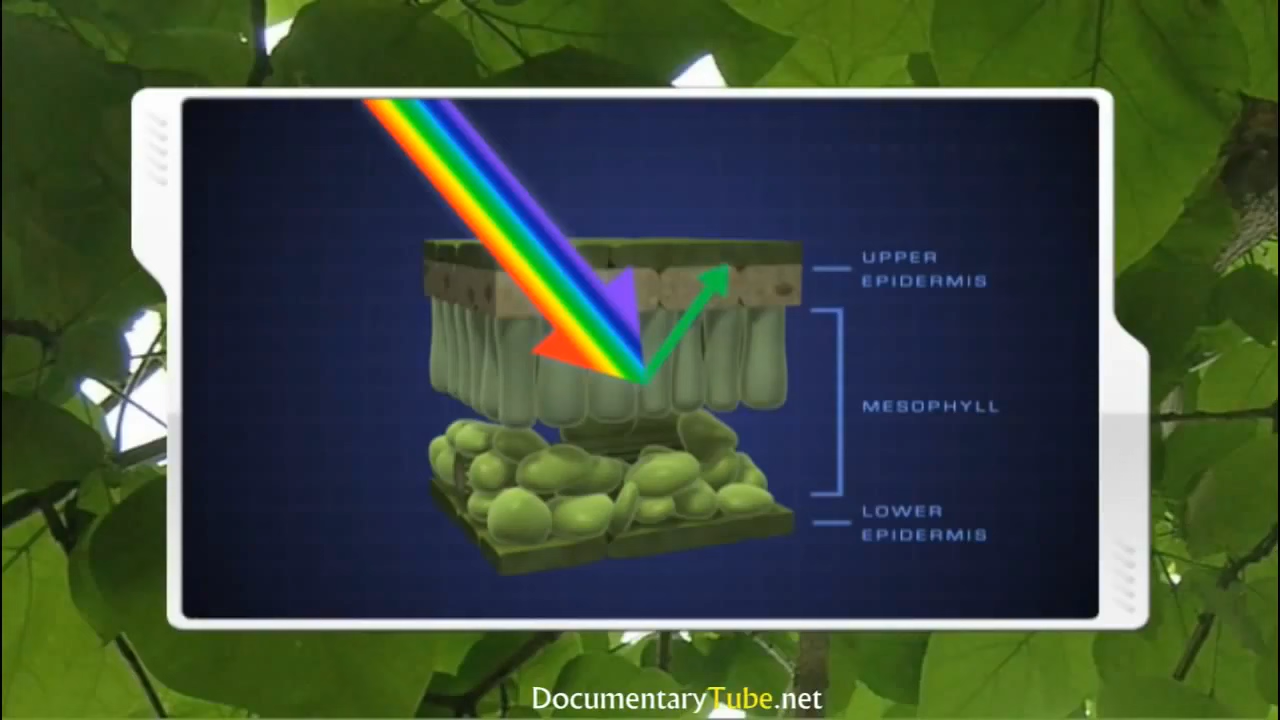 UPPER
EPIDERMIS
MESOPHYLL
LOWER
EPIDERMIS
DocumentaryTube.net